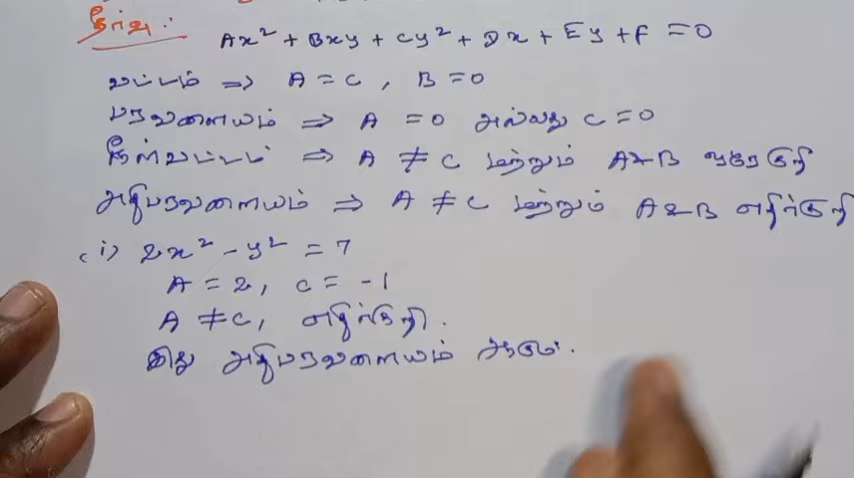 தீர்வு:
Ax² + Bxy + Cy² + Dx + Ey + F = 0
வட்டம் ⇒ A = C, B = 0
பரவளையம் ⇒ A = 0 அல்லது C = 0
நீள்வட்டம் ⇒ A ≠ C மற்றும் A & B ஒரே குறி
அதிபரவளையம் ⇒ A ≠ C மற்றும் A & B எதிர்குறி
(i) 2x² - y² = 7
A = 2, C = -1
A ≠ C, எதிர்குறி.
இது அதிபரவளையம் ஆகும்.